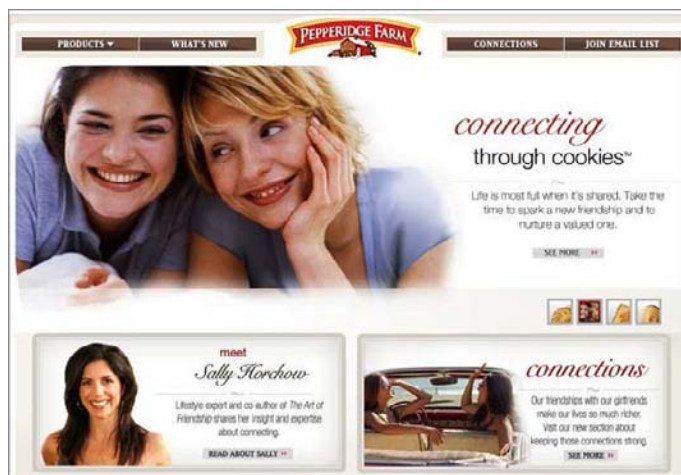 PRODUCTS
WHAT'S NEW
PEPPERIDGE FARM
CONNECTIONS
JOIN EMAIL LIST
connecting
through cookies™
Life is most full when it's shared. Take the
time to spark a new friendship and to
nurture a valued one.
SEE MORE >>
meet
Sally Horchow
Lifestyle expert and co-author of The Art of
Friendship shares her insight and expertise
about connecting.
READ ABOUT SALLY >>
connections
Our friendships with our girlfriends
make our lives so much richer.
Visit our new section about
keeping those connections strong.
SEE MORE >>